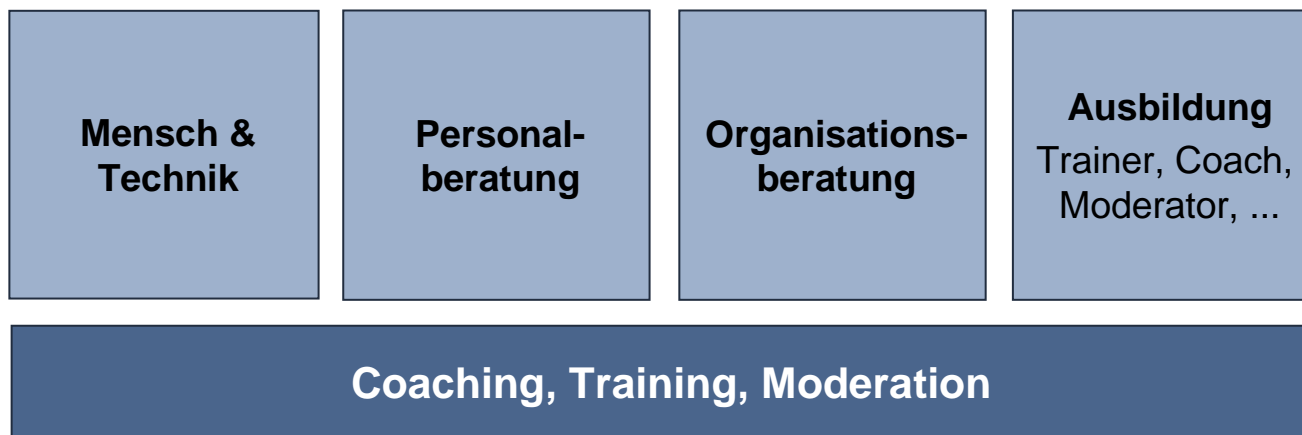 Mensch &
Technik
Personal-
beratung
Organisations-
beratung
Ausbildung
Trainer, Coach,
Moderator, ...
Coaching, Training, Moderation